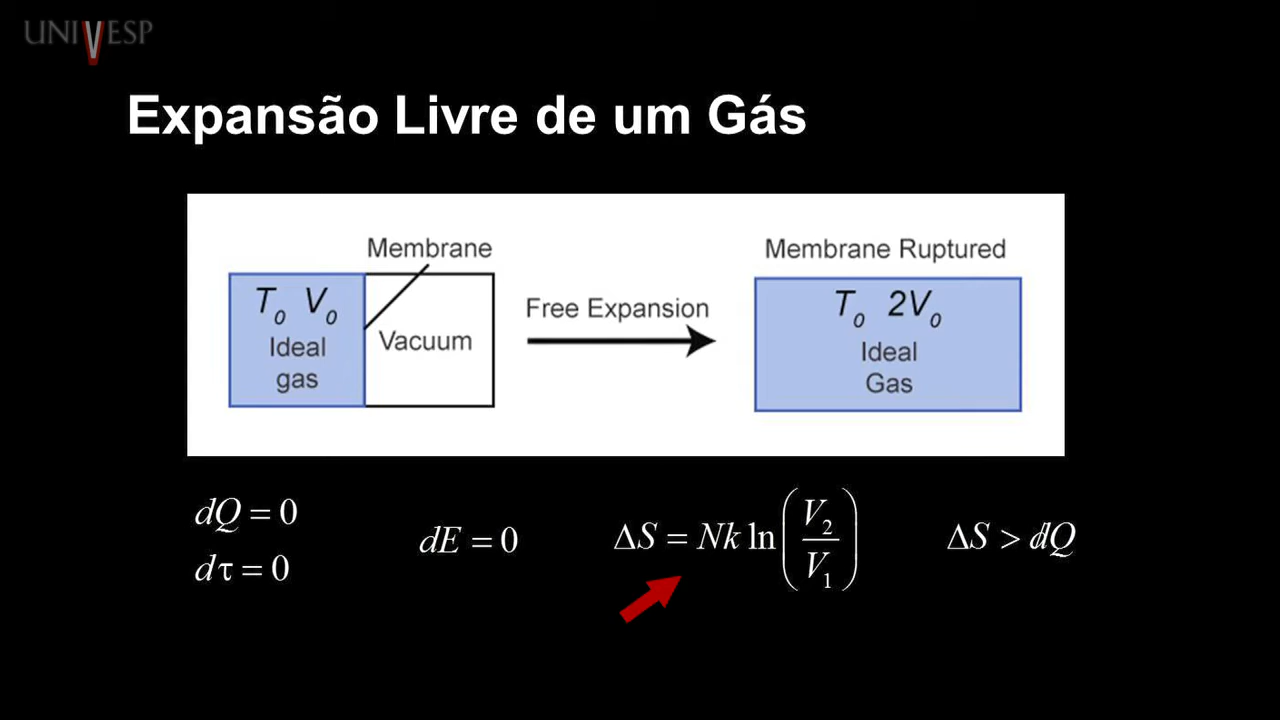 UNIVESP
Expansão Livre de um Gás
Membrane
T₀ V₀
Ideal
gas
Vacuum
Free Expansion
Membrane Ruptured
T₀ 2V₀
Ideal
Gas
dQ = 0
dτ = 0
dE = 0
ΔS = Nk ln(V₂/V₁)
ΔS > đQ